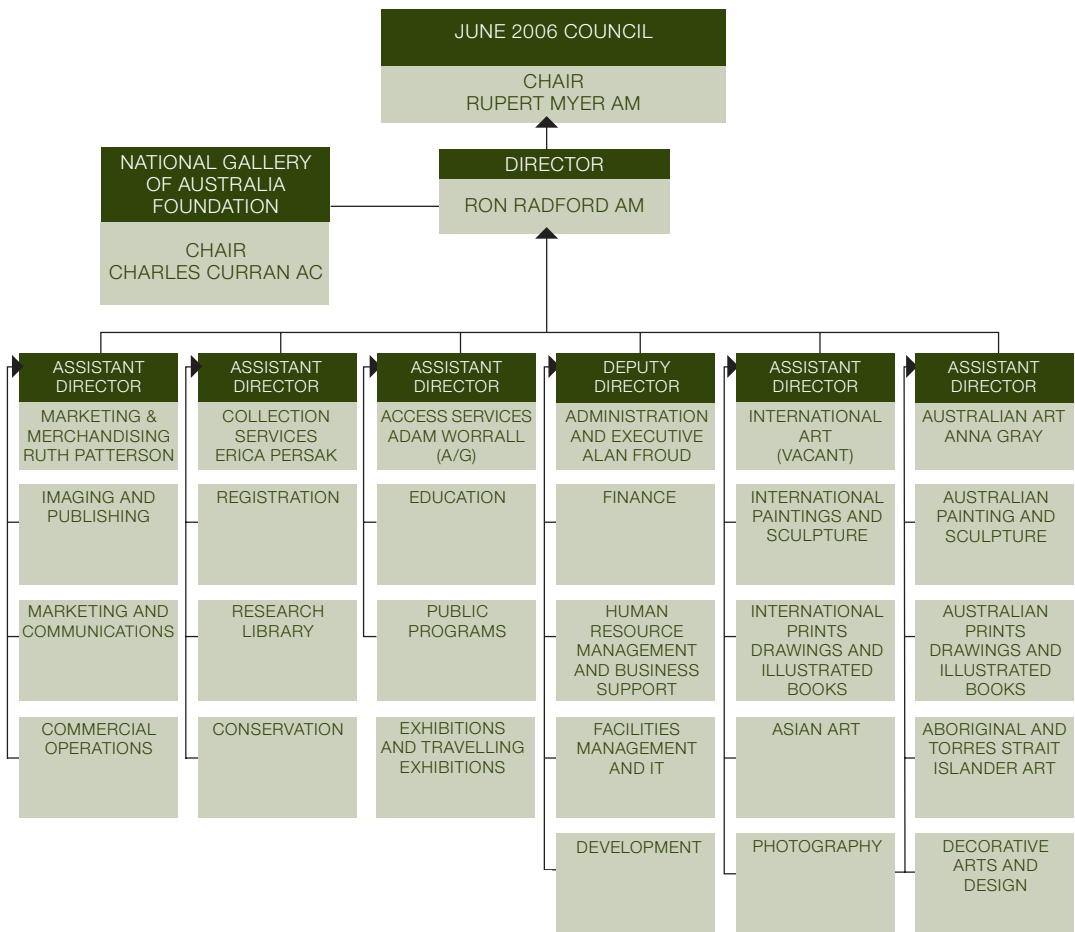 JUNE 2006 COUNCIL
CHAIR
RUPERT MYER AM
NATIONAL GALLERY
OF AUSTRALIA
FOUNDATION
CHAIR
CHARLES CURRAN AC
DIRECTOR
RON RADFORD AM
ASSISTANT
DIRECTOR
MARKETING &
MERCHANDISING
RUTH PATTERSON
IMAGING AND
PUBLISHING
MARKETING AND
COMMUNICATIONS
COMMERCIAL
OPERATIONS
ASSISTANT
DIRECTOR
COLLECTION
SERVICES
ERICA PERSAK
REGISTRATION
RESEARCH
LIBRARY
CONSERVATION
ASSISTANT
DIRECTOR
ACCESS SERVICES
ADAM WORRALL
(A/G)
EDUCATION
PUBLIC
PROGRAMS
EXHIBITIONS
AND TRAVELLING
EXHIBITIONS
DEPUTY
DIRECTOR
ADMINISTRATION
AND EXECUTIVE
ALAN FROUD
FINANCE
HUMAN
RESOURCE
MANAGEMENT
AND BUSINESS
SUPPORT
FACILITIES
MANAGEMENT
AND IT
DEVELOPMENT
ASSISTANT
DIRECTOR
INTERNATIONAL
ART
(VACANT)
INTERNATIONAL
PAINTINGS AND
SCULPTURE
INTERNATIONAL
PRINTS
DRAWINGS AND
ILLUSTRATED
BOOKS
ASIAN ART
PHOTOGRAPHY
ASSISTANT
DIRECTOR
AUSTRALIAN ART
ANNA GRAY
AUSTRALIAN
PAINTING AND
SCULPTURE
AUSTRALIAN
PRINTS
DRAWINGS AND
ILLUSTRATED
BOOKS
ABORIGINAL AND
TORRES STRAIT
ISLANDER ART
DECORATIVE
ARTS AND
DESIGN